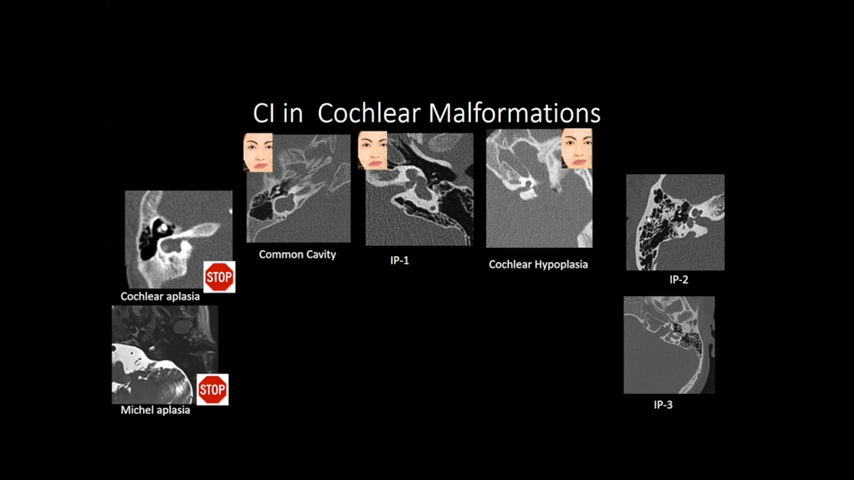 CI in Cochlear Malformations
Common Cavity
IP-1
Cochlear Hypoplasia
IP-2
STOP
Cochlear aplasia
STOP
Michel aplasia
IP-3